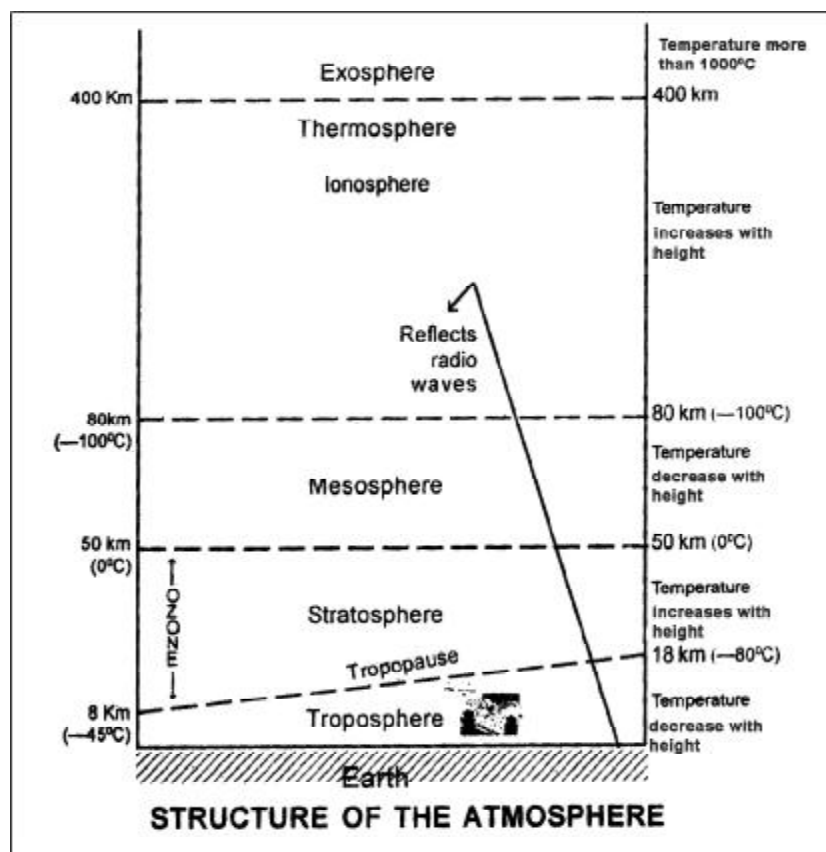 Temperature more
than 1000ºC
Exosphere
400 Km
400 km
Thermosphere
Ionosphere
Temperature
increases with
height
Reflects
radio
waves
80km
(—100ºC)
80 km (—100ºC)
Temperature
decrease with
height
Mesosphere
50 km
(0ºC)
50 km (0ºC)
OZONE
Stratosphere
Temperature
increases with
height
Tropopause
18 km (—80ºC)
8 Km
(—45ºC)
Troposphere
Temperature
decrease with
height
Earth
STRUCTURE OF THE ATMOSPHERE